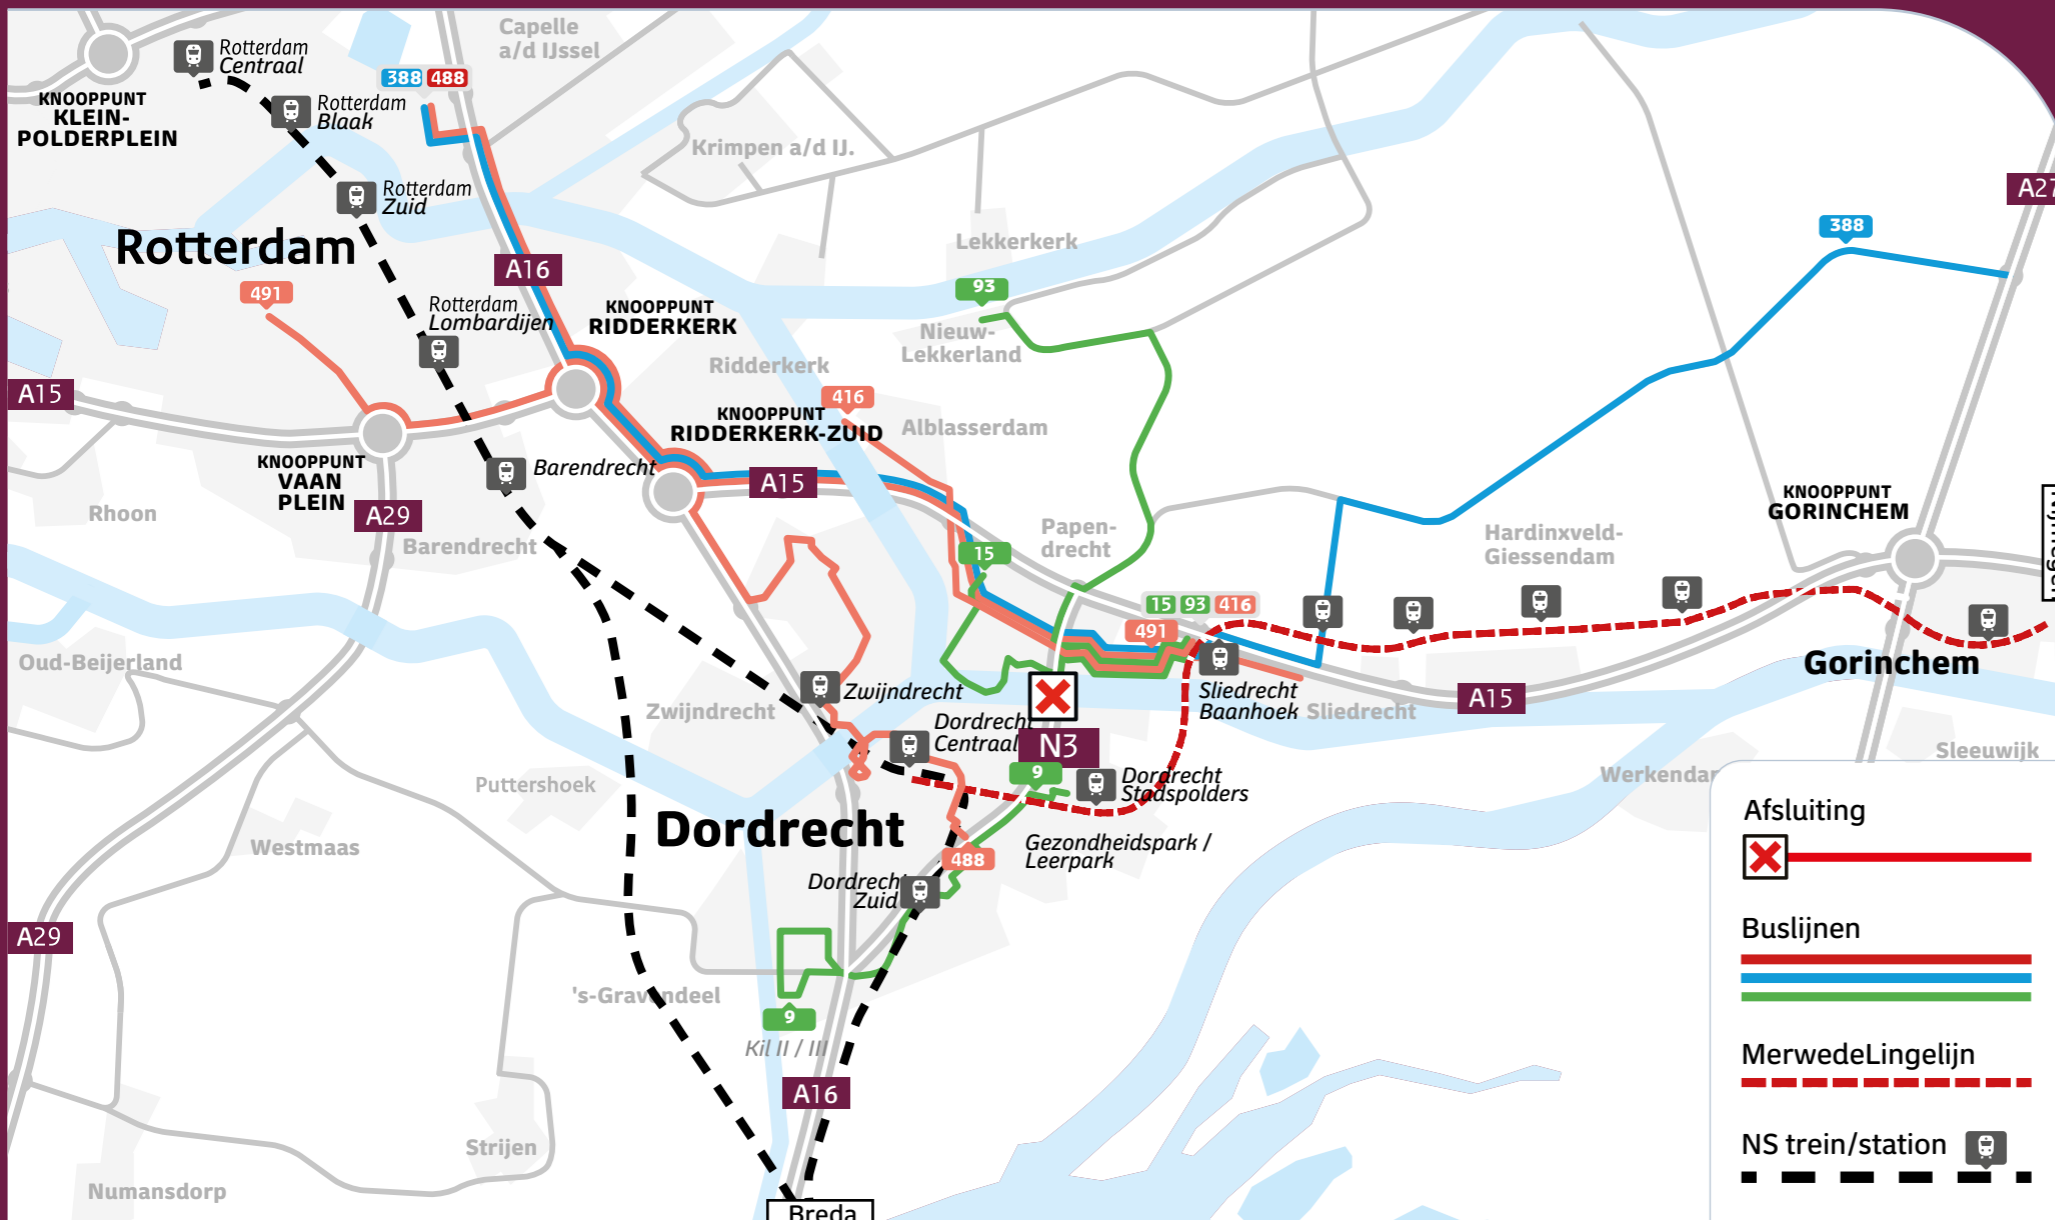 Capelle
a/d IJssel
Rotterdam
Centraal
388 488
KNOOPPUNT
KLEIN-
POLDERPLEIN
Rotterdam
Blaak
Krimpen a/d IJ.
Rotterdam
Zuid
A27
388
Rotterdam
Lekkerkerk
A16
491
93
Rotterdam
Lombardijen
KNOOPPUNT
RIDDERKERK
Nieuw-
Lekkerland
Ridderkerk
A15
416
KNOOPPUNT
RIDDERKERK-ZUID
Alblasserdam
KNOOPPUNT
VAAN
PLEIN
Barendrecht
A15
KNOOPPUNT
GORINCHEM
Rhoon
A29
Barendrecht
Papen-
drecht
15
Hardinxveld-
Giessendam
Nijmegen
15 93 416
491
Oud-Beijerland
Gorinchem
Zwijndrecht
Sliedrecht
Baanhoek
Sliedrecht
A15
Zwijndrecht
Dordrecht
Centraal
N3
Sleeuwijk
9
Dordrecht
Stadspolders
Werkendar
Puttershoek
Dordrecht
Westmaas
Gezondheidspark /
Leerpark
488
Dordrecht
Zuid
A29
's-Gravendeel
9
Kil II / III
A16
Strijen
Numansdorp
Breda
Afsluiting
Buslijnen
MerwedeLingelijn
NS trein/station